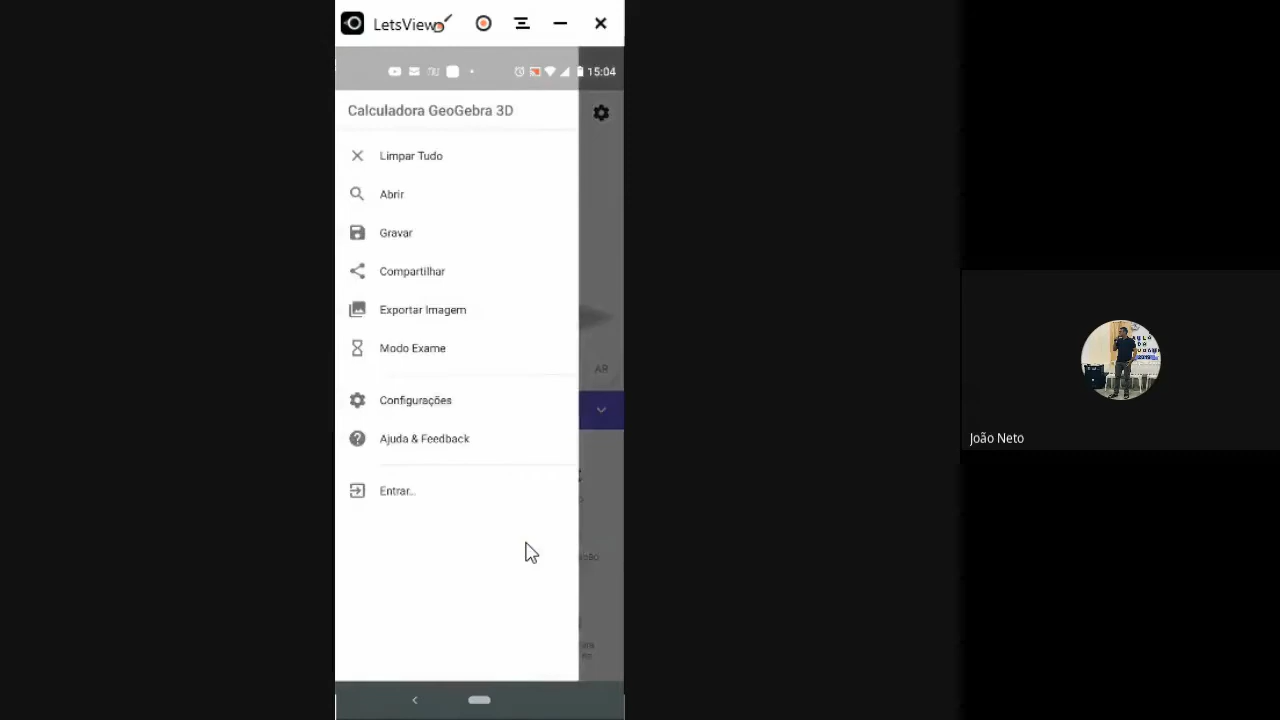 LetsView
15:04
Calculadora GeoGebra 3D
Limpar Tudo
Abrir
Gravar
Compartilhar
Exportar Imagem
Modo Exame
AR
Configurações
Ajuda & Feedback
Entrar...
João Neto